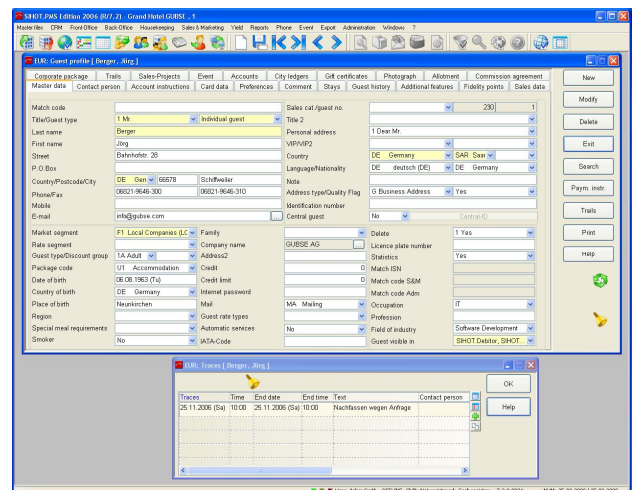 SIHOT.PMS Edition 2006 (R/7.2) - Grand Hotel GUBSE , 1
Master files CRM Front-Office Back-Office Housekeeping Sales & Marketing Yield Reports Phone Event Export Administration Windows ?
EUR: Guest profile [ Berger, Jörg ]
Corporate package Trails Sales-Projects Event Accounts City ledgers Gift certificates Photograph Allotment Commission agreement
Master data Contact person Account instructions Card data Preferences Comment Stays Guest history Additional features Fidelity points Sales data
New
Modify
Delete
Exit
Search
Paym. instr.
Trails
Print
Help
Match code Sales cat./guest no. 230 1
Title/Guest type 1 Mr. Individual guest Title 2
Last name Berger Personal address 1 Dear Mr.
First name Jörg VIP/VIP2
Street Bahnhofstr. 28 Country DE Germany SAR Saar
P.O.Box Language/Nationality DE deutsch (DE) DE Germany
Country/Postcode/City DE Gen 66578 Schiffweiler Note
Phone/Fax 06821-9646-300 06821-9646-310 Address type/Quality Flag G Business Address Yes
Mobile Identification number
E-mail info@gubse.com ... Central guest No Central-ID
Market segment F1 Local Companies (LC Family Delete 1 Yes
Rate segment Company name GUBSE AG ... Licence plate number
Guest type/Discount group 1A Adult Address2 Statistics Yes
Package code U1 Accommodation Credit 0 Match ISN
Date of birth 06.08.1963 (Tu) Credit limit 0 Match code S&M
Country of birth DE Germany Internet password Match code Adm
Place of birth Neunkirchen Mail MA Mailing Occupation IT
Region Guest rate types Profession
Special meal requirements Automatic services No Field of industry Software Development
Smoker No IATA-Code Guest visible in SIHOT.Debitor, SIHOT...
EUR: Traces [ Berger, Jörg ]
Traces Time End date End time Text Contact person
25.11.2006 (Sa) 10:00 25.11.2006 (Sa) 10:00 Nachfassen wegen Anfrage
OK
Help